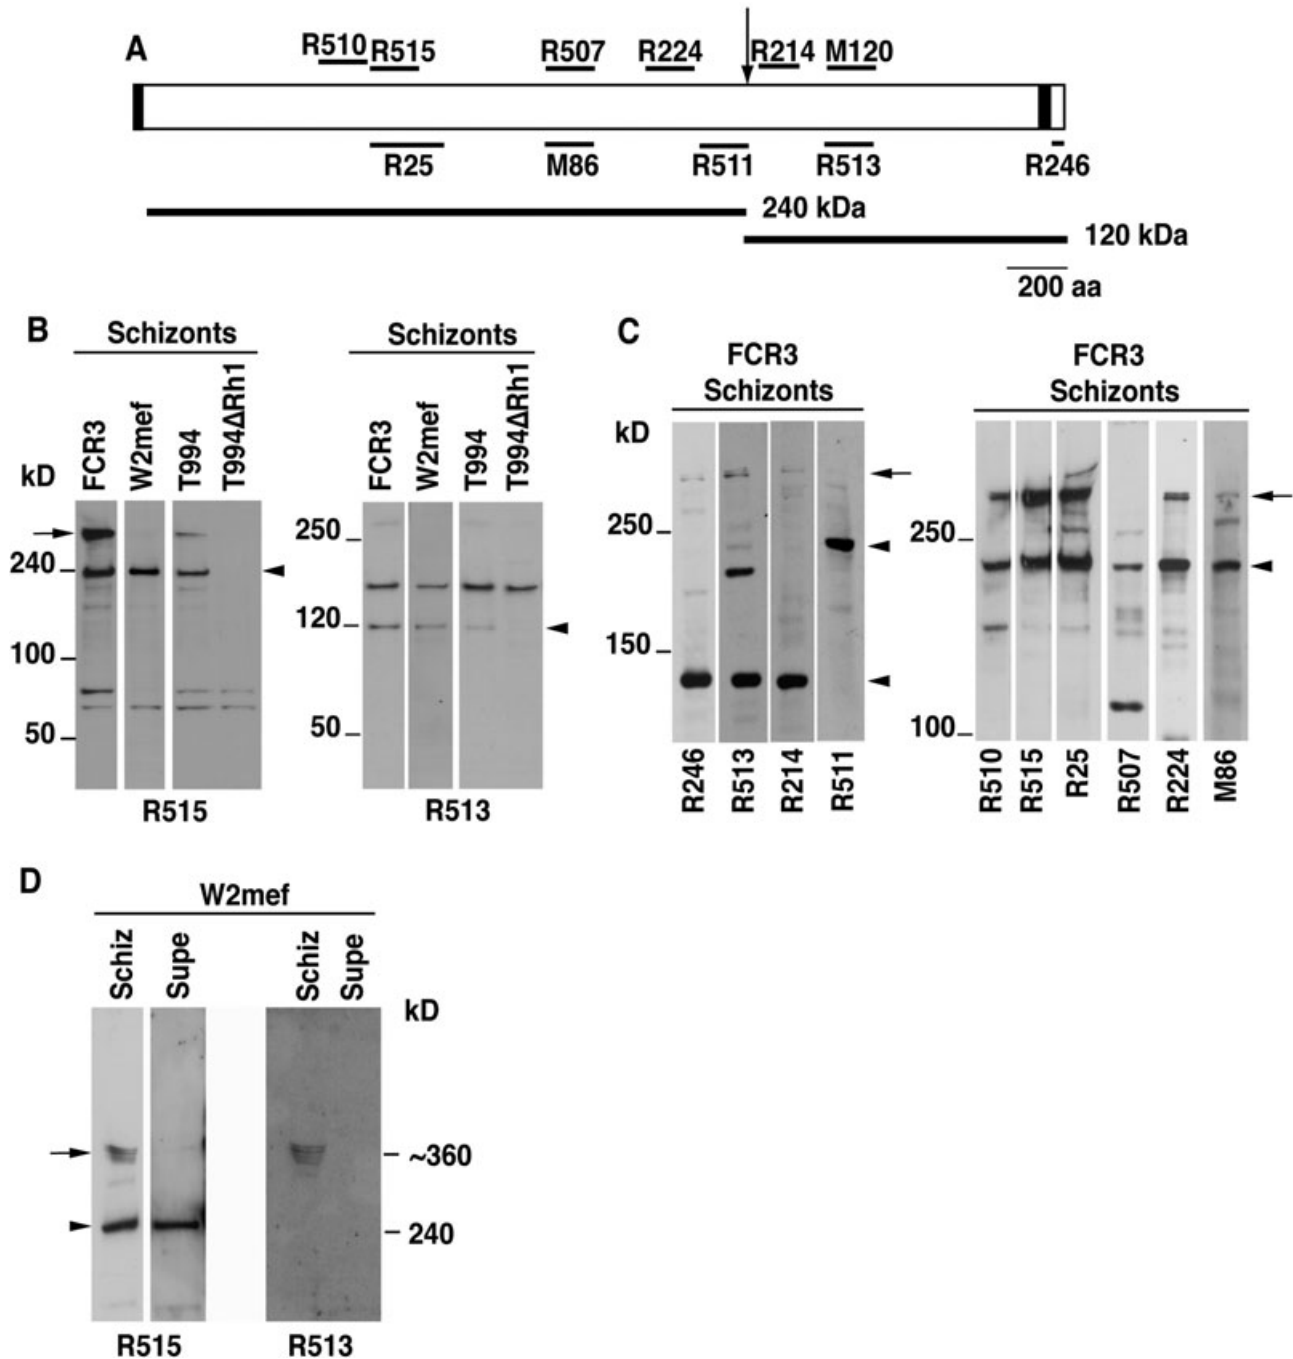 A
R510 R515 R507 R224 R214 M120
R25 M86 R511 R513 R246
240 kDa
120 kDa
200 aa
B
Schizonts
Schizonts
kD
FCR3 W2mef T994 T994ΔRh1
FCR3 W2mef T994 T994ΔRh1
240
100
50
250
120
50
R515
R513
C
FCR3
Schizonts
FCR3
Schizonts
kD
250
150
250
100
R246 R513 R214 R511
R510 R515 R25 R507 R224 M86
D
W2mef
Schiz Supe Schiz Supe
kD
~360
240
R515 R513